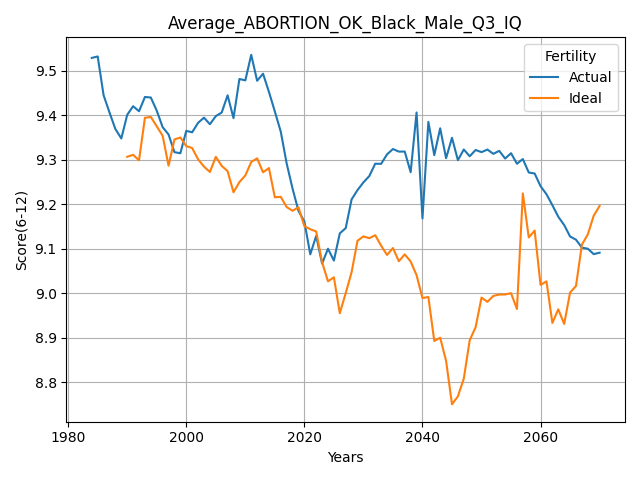 Average_ABORTION_OK_Black_Male_Q3_IQ
Fertility
Actual
Ideal
Score(6-12)
9.5
9.4
9.3
9.2
9.1
9.0
8.9
8.8
1980 2000 2020 2040 2060
Years